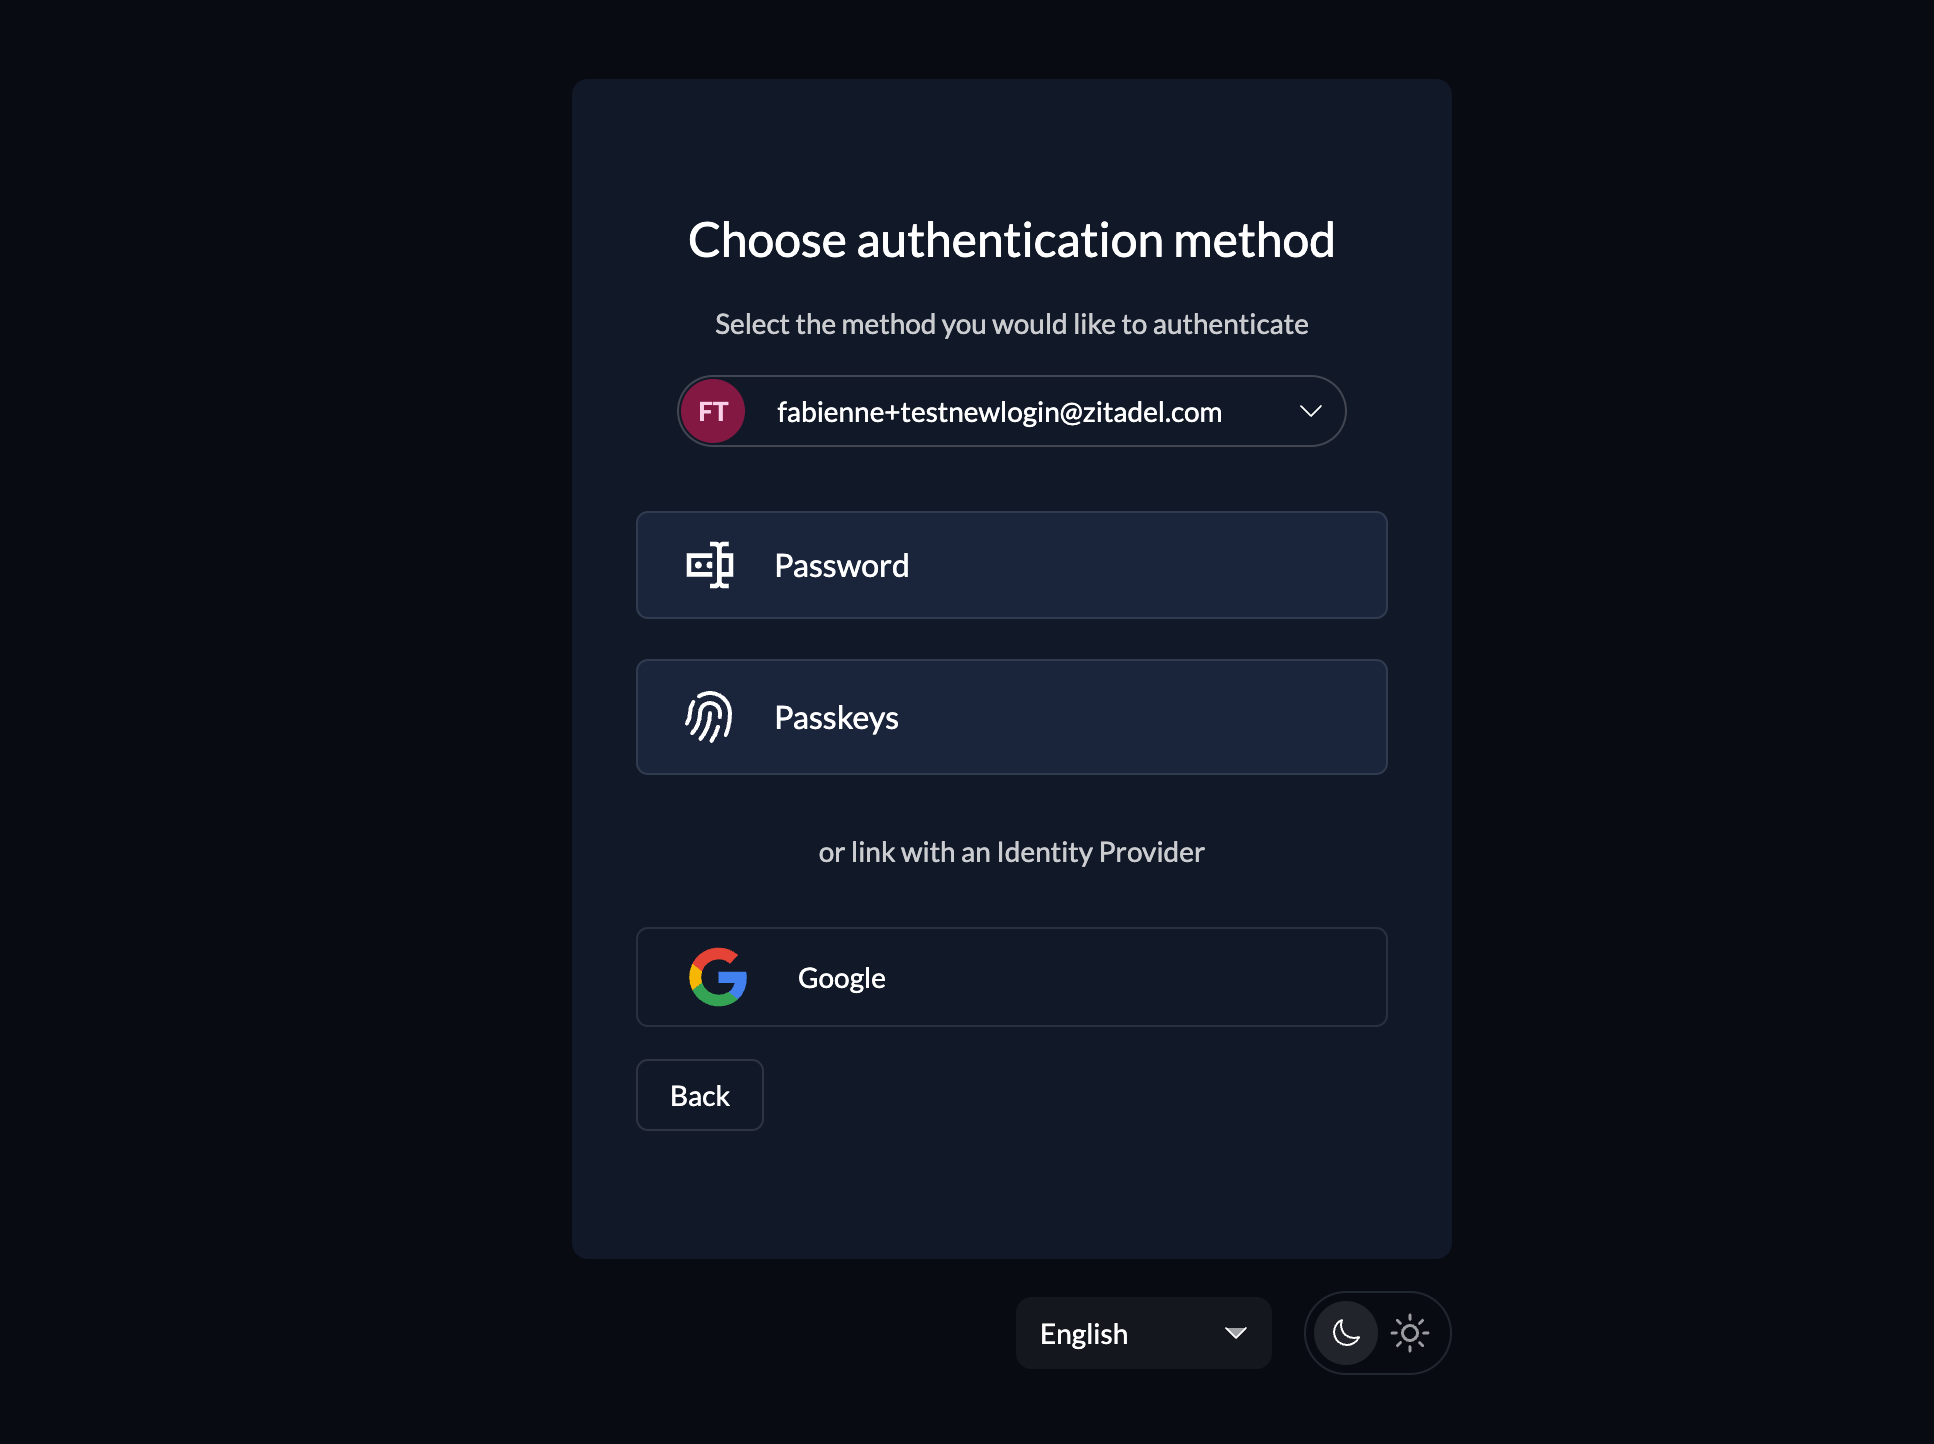 Choose authentication method
Select the method you would like to authenticate
FT fabienne+testnewlogin@zitadel.com
Password
Passkeys
or link with an Identity Provider
Google
Back
English